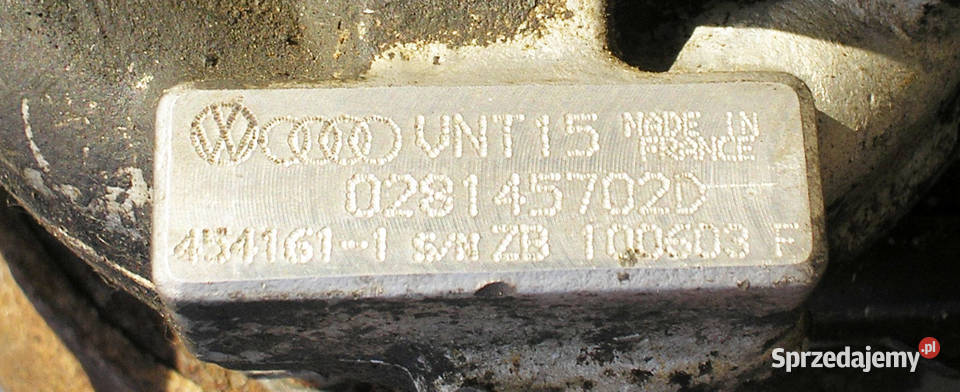 VNT15 MADE IN FRANCE
028145702D
454161-1 S/N ZB 100603 F
Sprzedajemy.pl